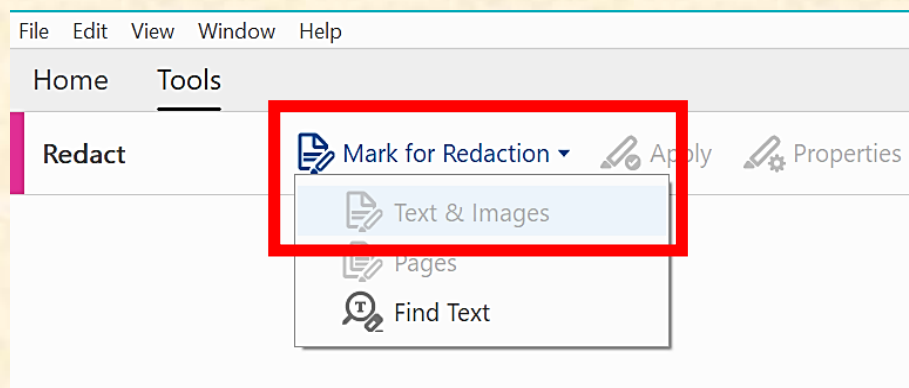 File Edit View Window Help
Home Tools
Redact Mark for Redaction Apply Properties
Text & Images
Pages
Find Text